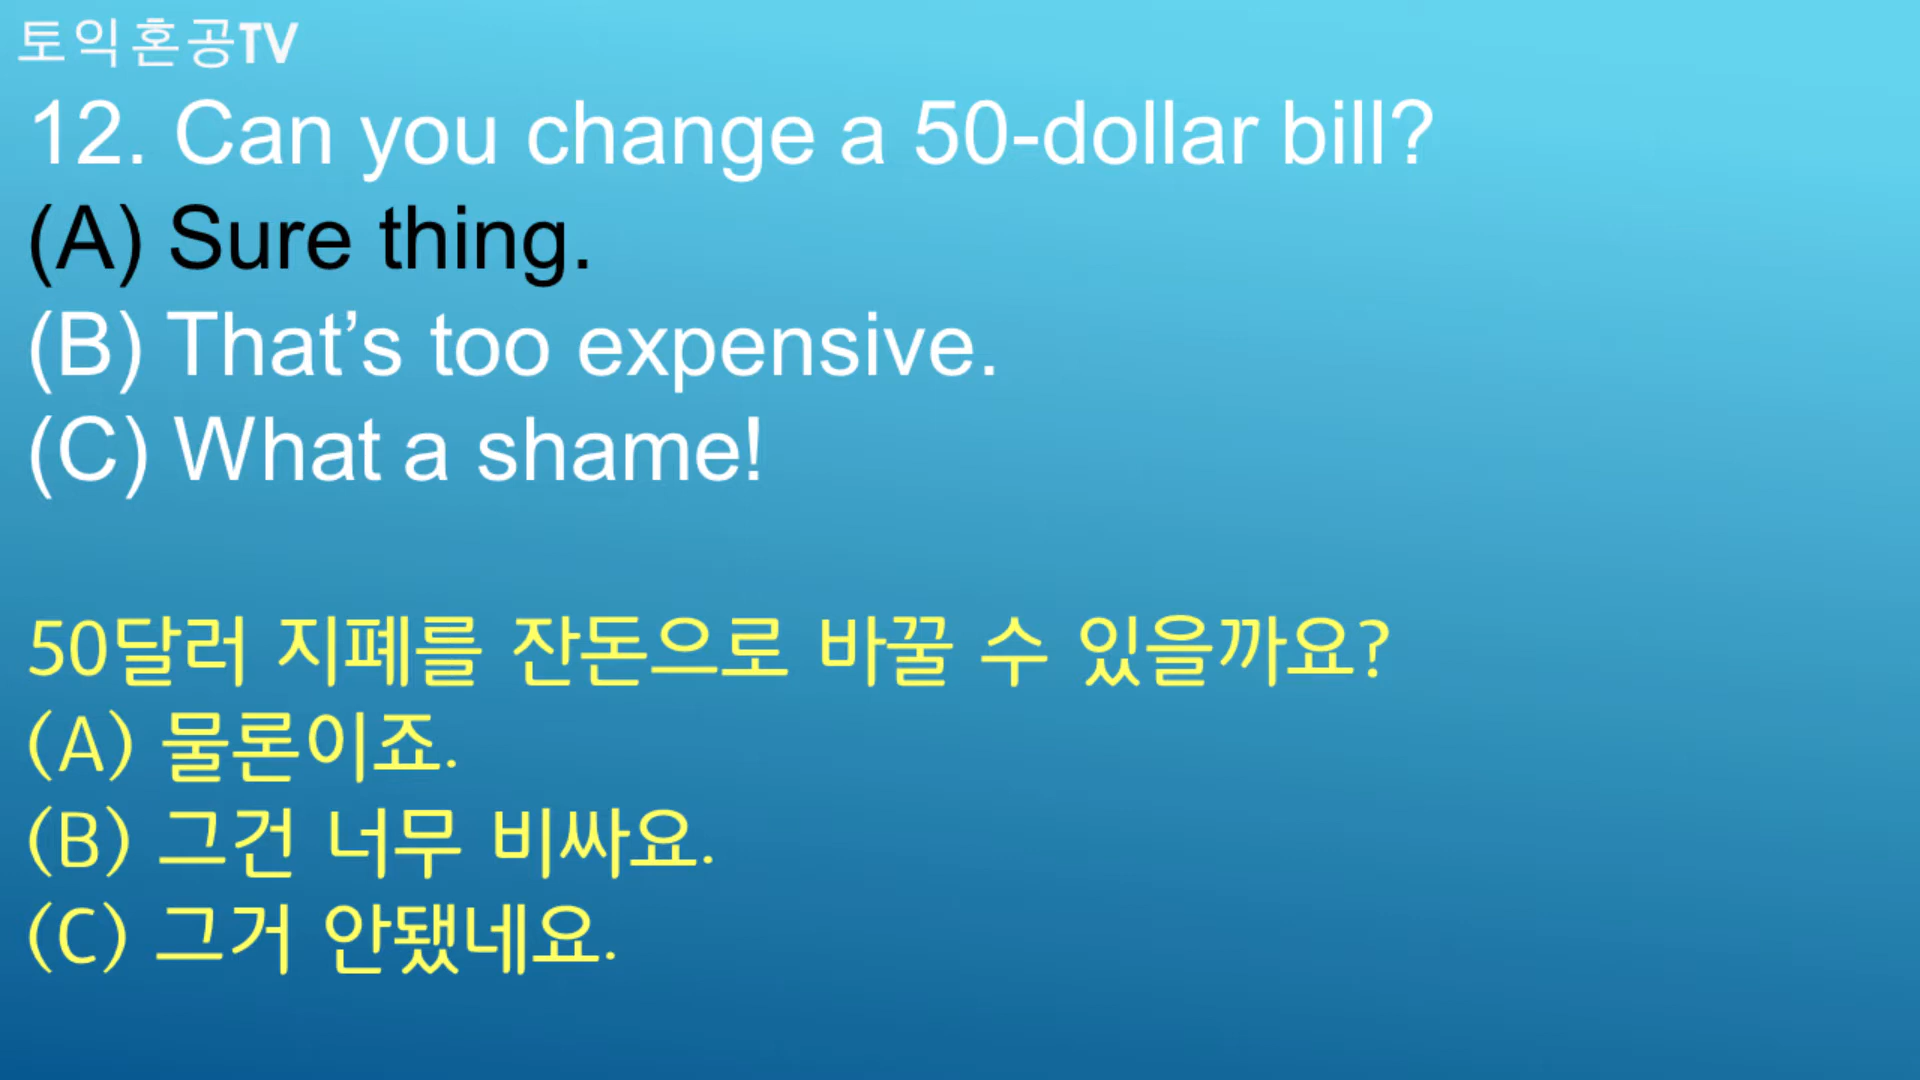 토익혼공TV
12. Can you change a 50-dollar bill?
(A) Sure thing.
(B) That’s too expensive.
(C) What a shame!
50달러 지폐를 잔돈으로 바꿀 수 있을까요?
(A) 물론이죠.
(B) 그건 너무 비싸요.
(C) 그거 안됐네요.